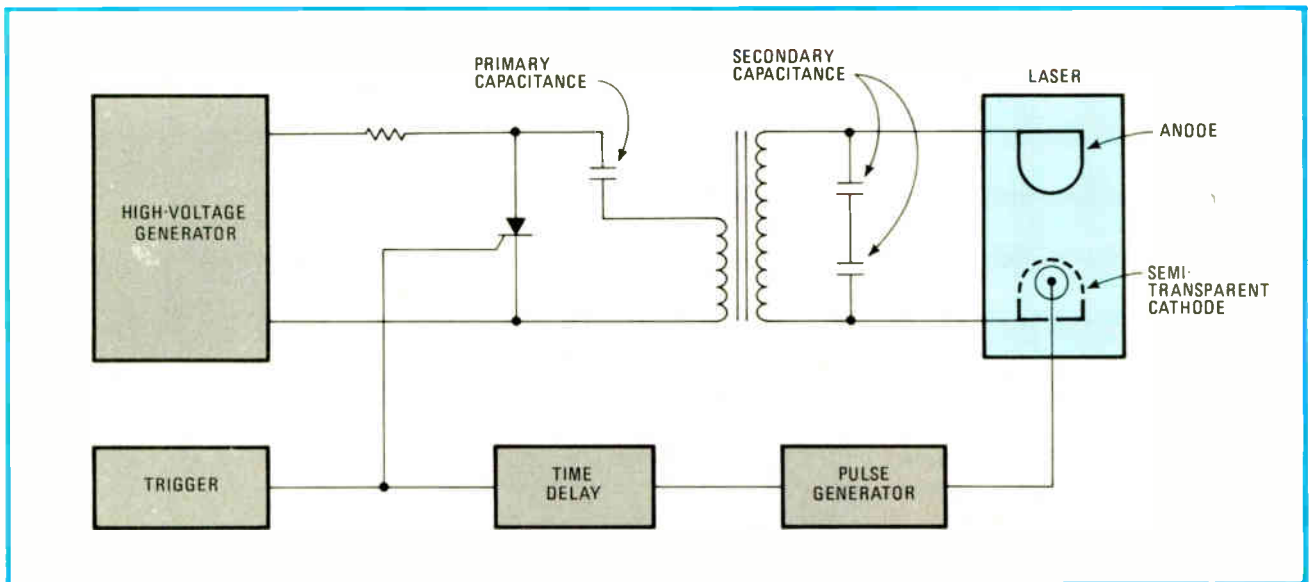 PRIMARY
CAPACITANCE
SECONDARY
CAPACITANCE
LASER
ANODE
HIGH-VOLTAGE
GENERATOR
SEMI-
TRANSPARENT
CATHODE
TRIGGER
TIME
DELAY
PULSE
GENERATOR